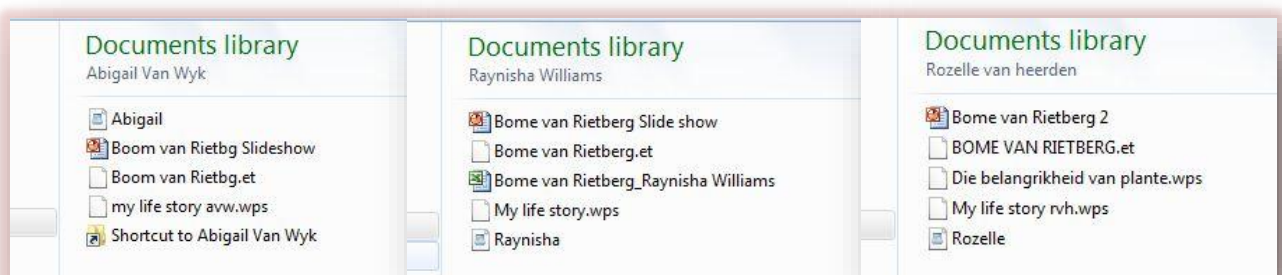 Documents library
Abigail Van Wyk
Abigail
Boom van Rietbg Slideshow
Boom van Rietbg.et
my life story avw.wps
Shortcut to Abigail Van Wyk
Documents library
Raynisha Williams
Bome van Rietberg Slide show
Bome van Rietberg.et
Bome van Rietberg_Raynisha Williams
My life story.wps
Raynisha
Documents library
Rozelle van heerden
Bome van Rietberg 2
BOME VAN RIETBERG.et
Die belangrikheid van plante.wps
My life story rvh.wps
Rozelle